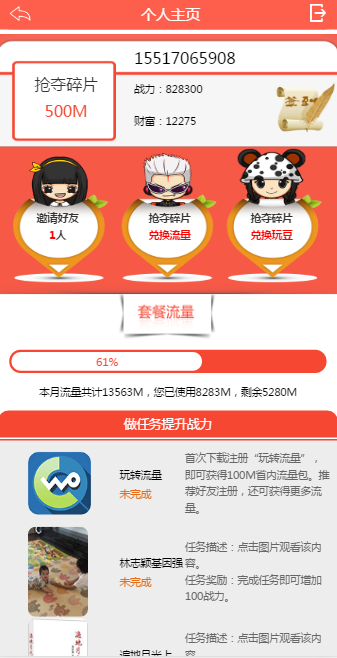 个人主页
15517065908
抢夺碎片
500M
战力：828300
财富：12275
签到
邀请好友
1人
抢夺碎片
兑换流量
抢夺碎片
兑换玩豆
套餐流量
61%
本月流量共计13563M，您已使用8283M，剩余5280M
做任务提升战力
玩转流量
未完成
首次下载注册“玩转流量”，
即可获得100M省内流量包。推
荐好友注册，还可获得更多流
量。
林志颖基因强
未完成
任务描述：点击图片观看该内
容。
任务奖励：完成任务即可增加
100战力。
遍地月光上
任务描述：点击图片观看该内
容。